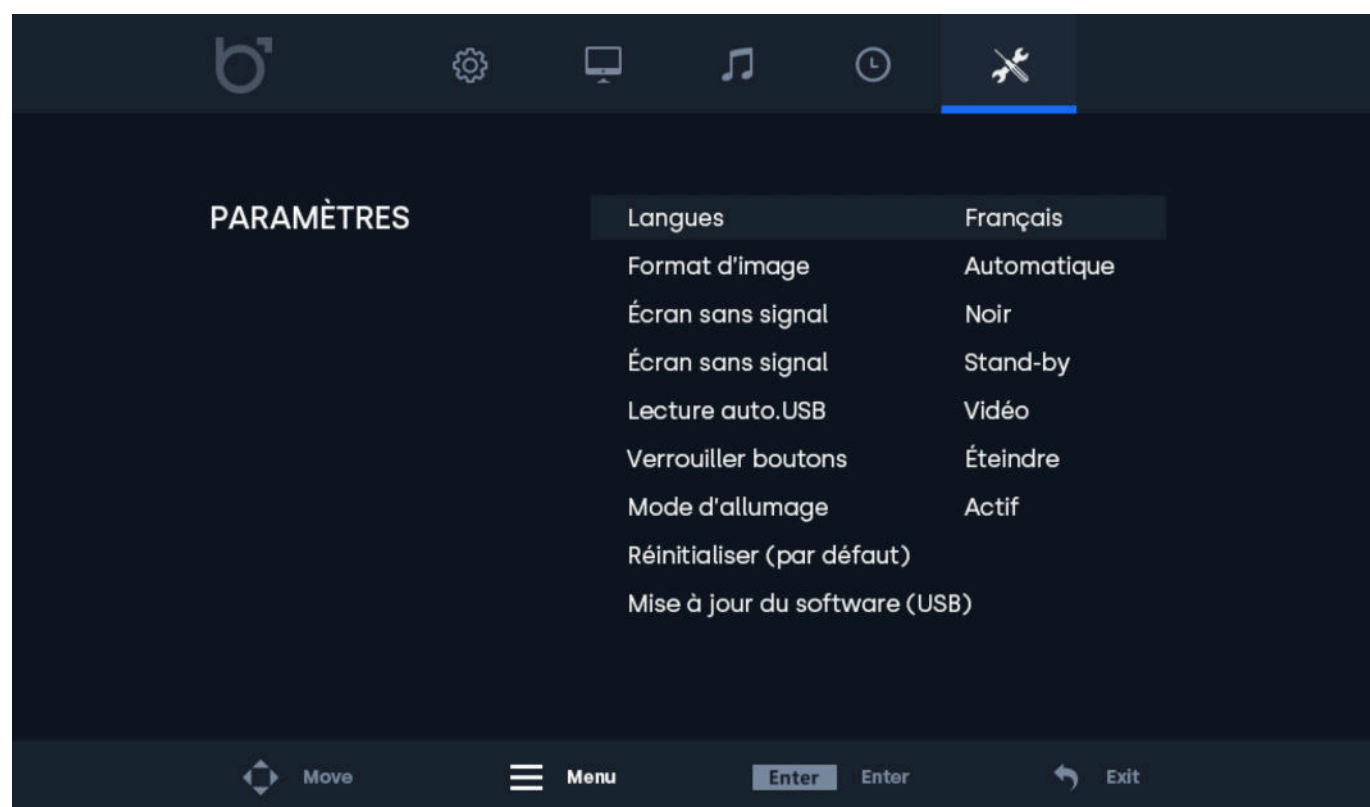 b
PARAMÈTRES
Langues Français
Format d'image Automatique
Écran sans signal Noir
Écran sans signal Stand-by
Lecture auto.USB Vidéo
Verrouiller boutons Éteindre
Mode d'allumage Actif
Réinitialiser (par défaut)
Mise à jour du software (USB)
Move Menu Enter Enter Exit